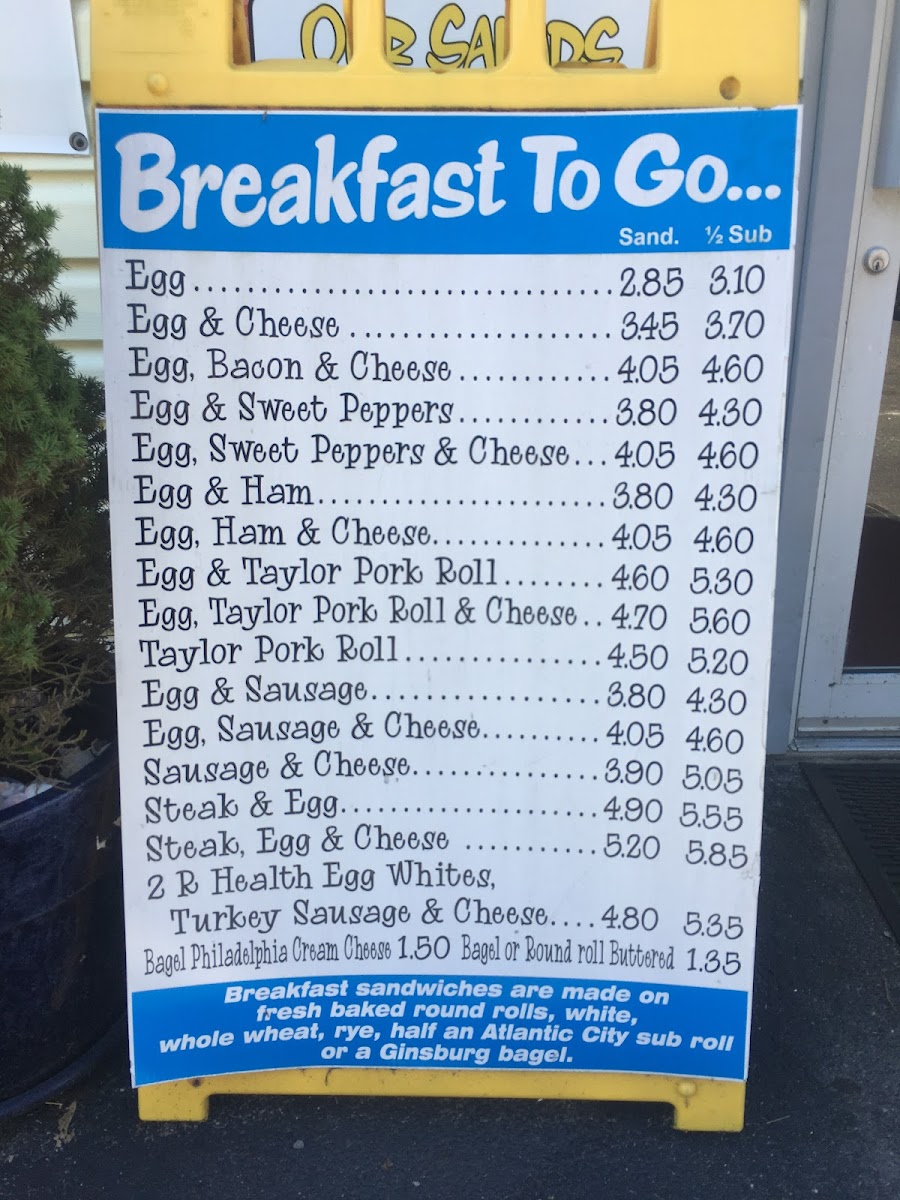 OUR SALADS
Breakfast To Go...
Sand. ½ Sub
Egg................................2.85 3.10
Egg & Cheese ....................3.45 3.70
Egg, Bacon & Cheese............4.05 4.60
Egg & Sweet Peppers............3.80 4.30
Egg, Sweet Peppers & Cheese...4.05 4.60
Egg & Ham......................3.80 4.30
Egg, Ham & Cheese.............4.05 4.60
Egg & Taylor Pork Roll........4.60 5.30
Egg, Taylor Pork Roll & Cheese..4.70 5.60
Taylor Pork Roll...............4.50 5.20
Egg & Sausage..................3.80 4.30
Egg, Sausage & Cheese.........4.05 4.60
Sausage & Cheese..............3.90 5.05
Steak & Egg....................4.90 5.55
Steak, Egg & Cheese ..........5.20 5.85
2 R Health Egg Whites,
Turkey Sausage & Cheese....4.80 5.35
Bagel Philadelphia Cream Cheese 1.50 Bagel or Round roll Buttered 1.35
Breakfast sandwiches are made on
fresh baked round rolls, white,
whole wheat, rye, half an Atlantic City sub roll
or a Ginsburg bagel.